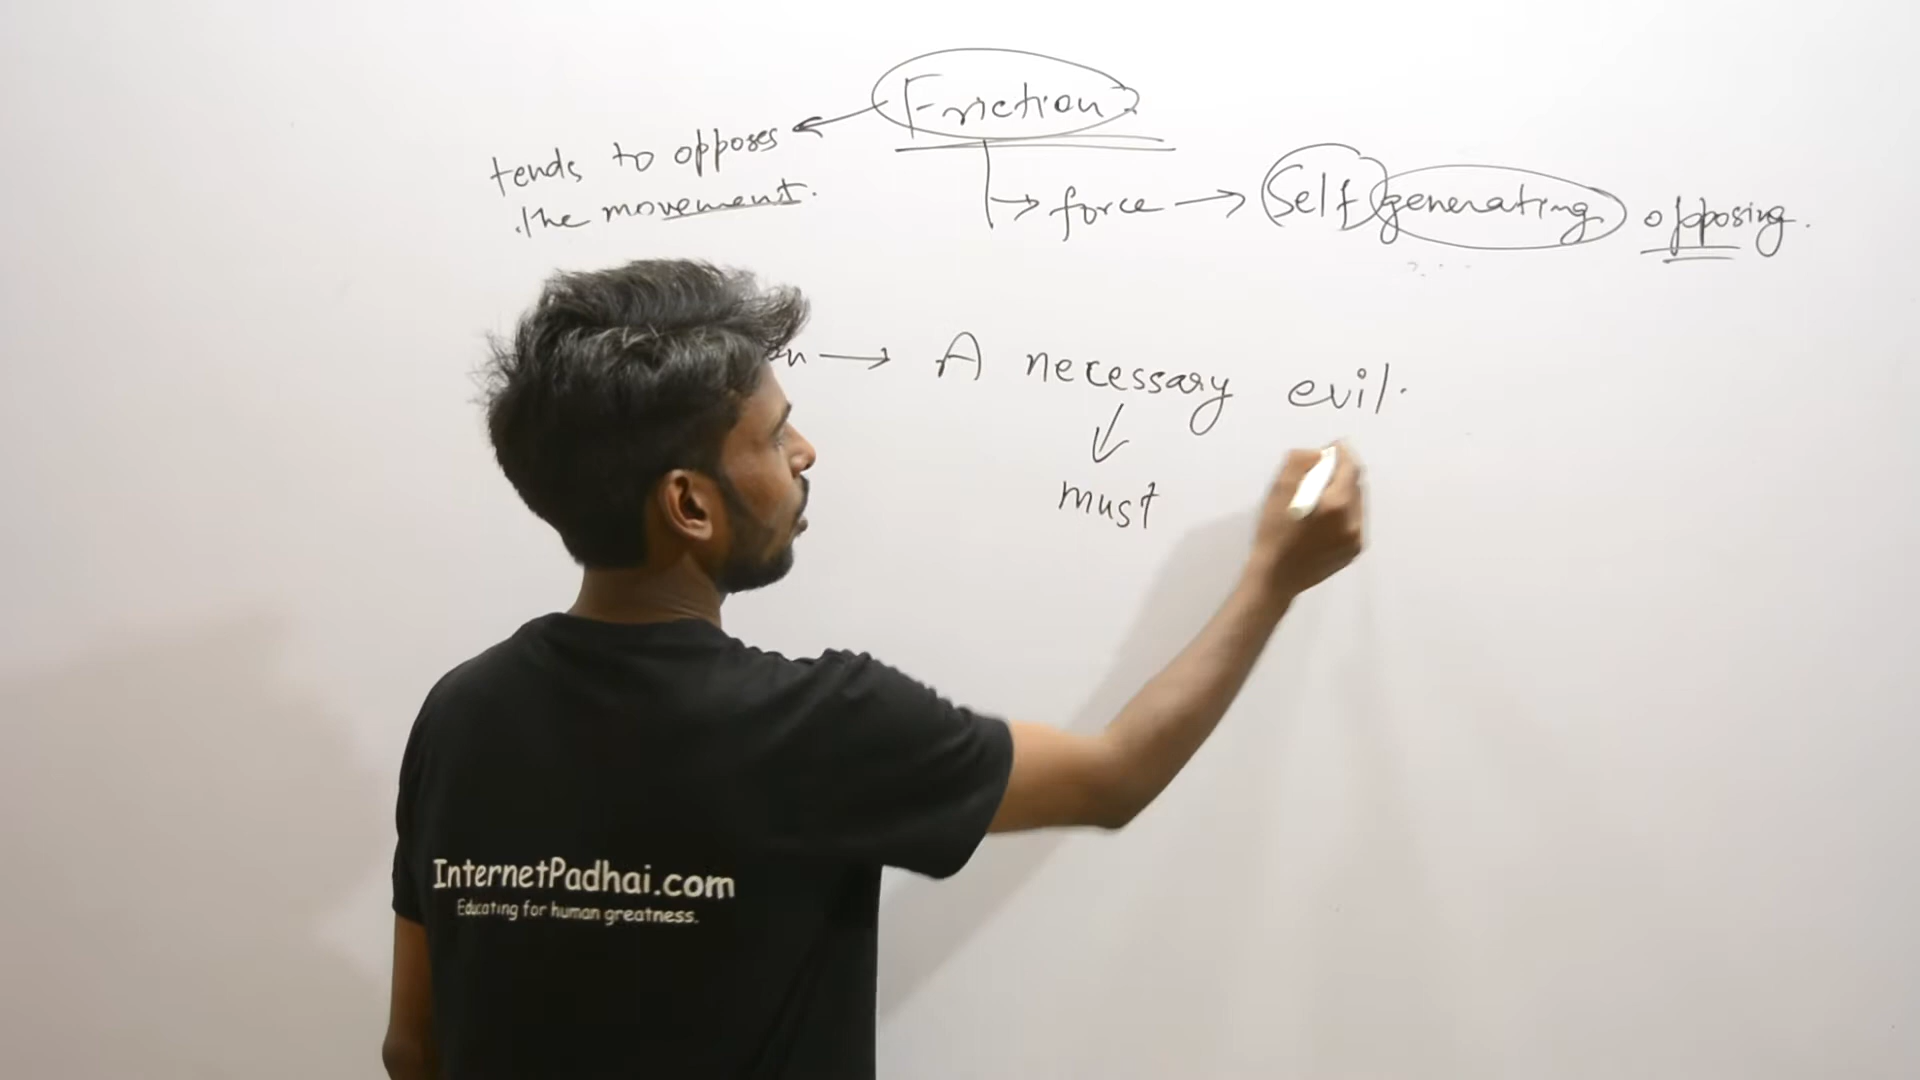 Friction
tends to opposes
the movement.
force → Self generating opposing.
→ A necessary evil.
must
InternetPadhai.com
Educating for human greatness.